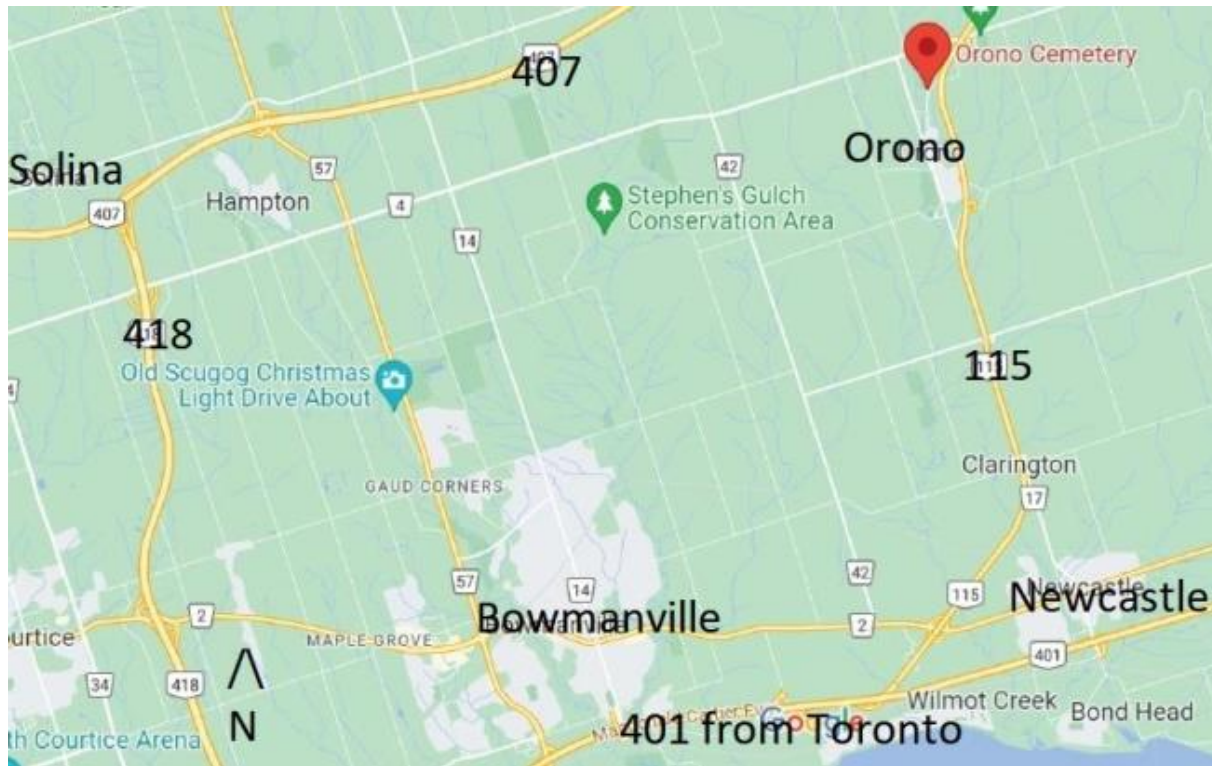 407
Orono Cemetery
Orono
Solina
57
42
407
Hampton
4
Stephen's Gulch
Conservation Area
14
418
115
Old Scugog Christmas
Light Drive About
Clarington
GAUD CORNERS
17
57
14
42
115
Newcastle
2
Bowmanville
2
MAPLE GROVE
401
34
418
Wilmot Creek
Bond Head
N
401 from Toronto
Google
th Courtice Arena